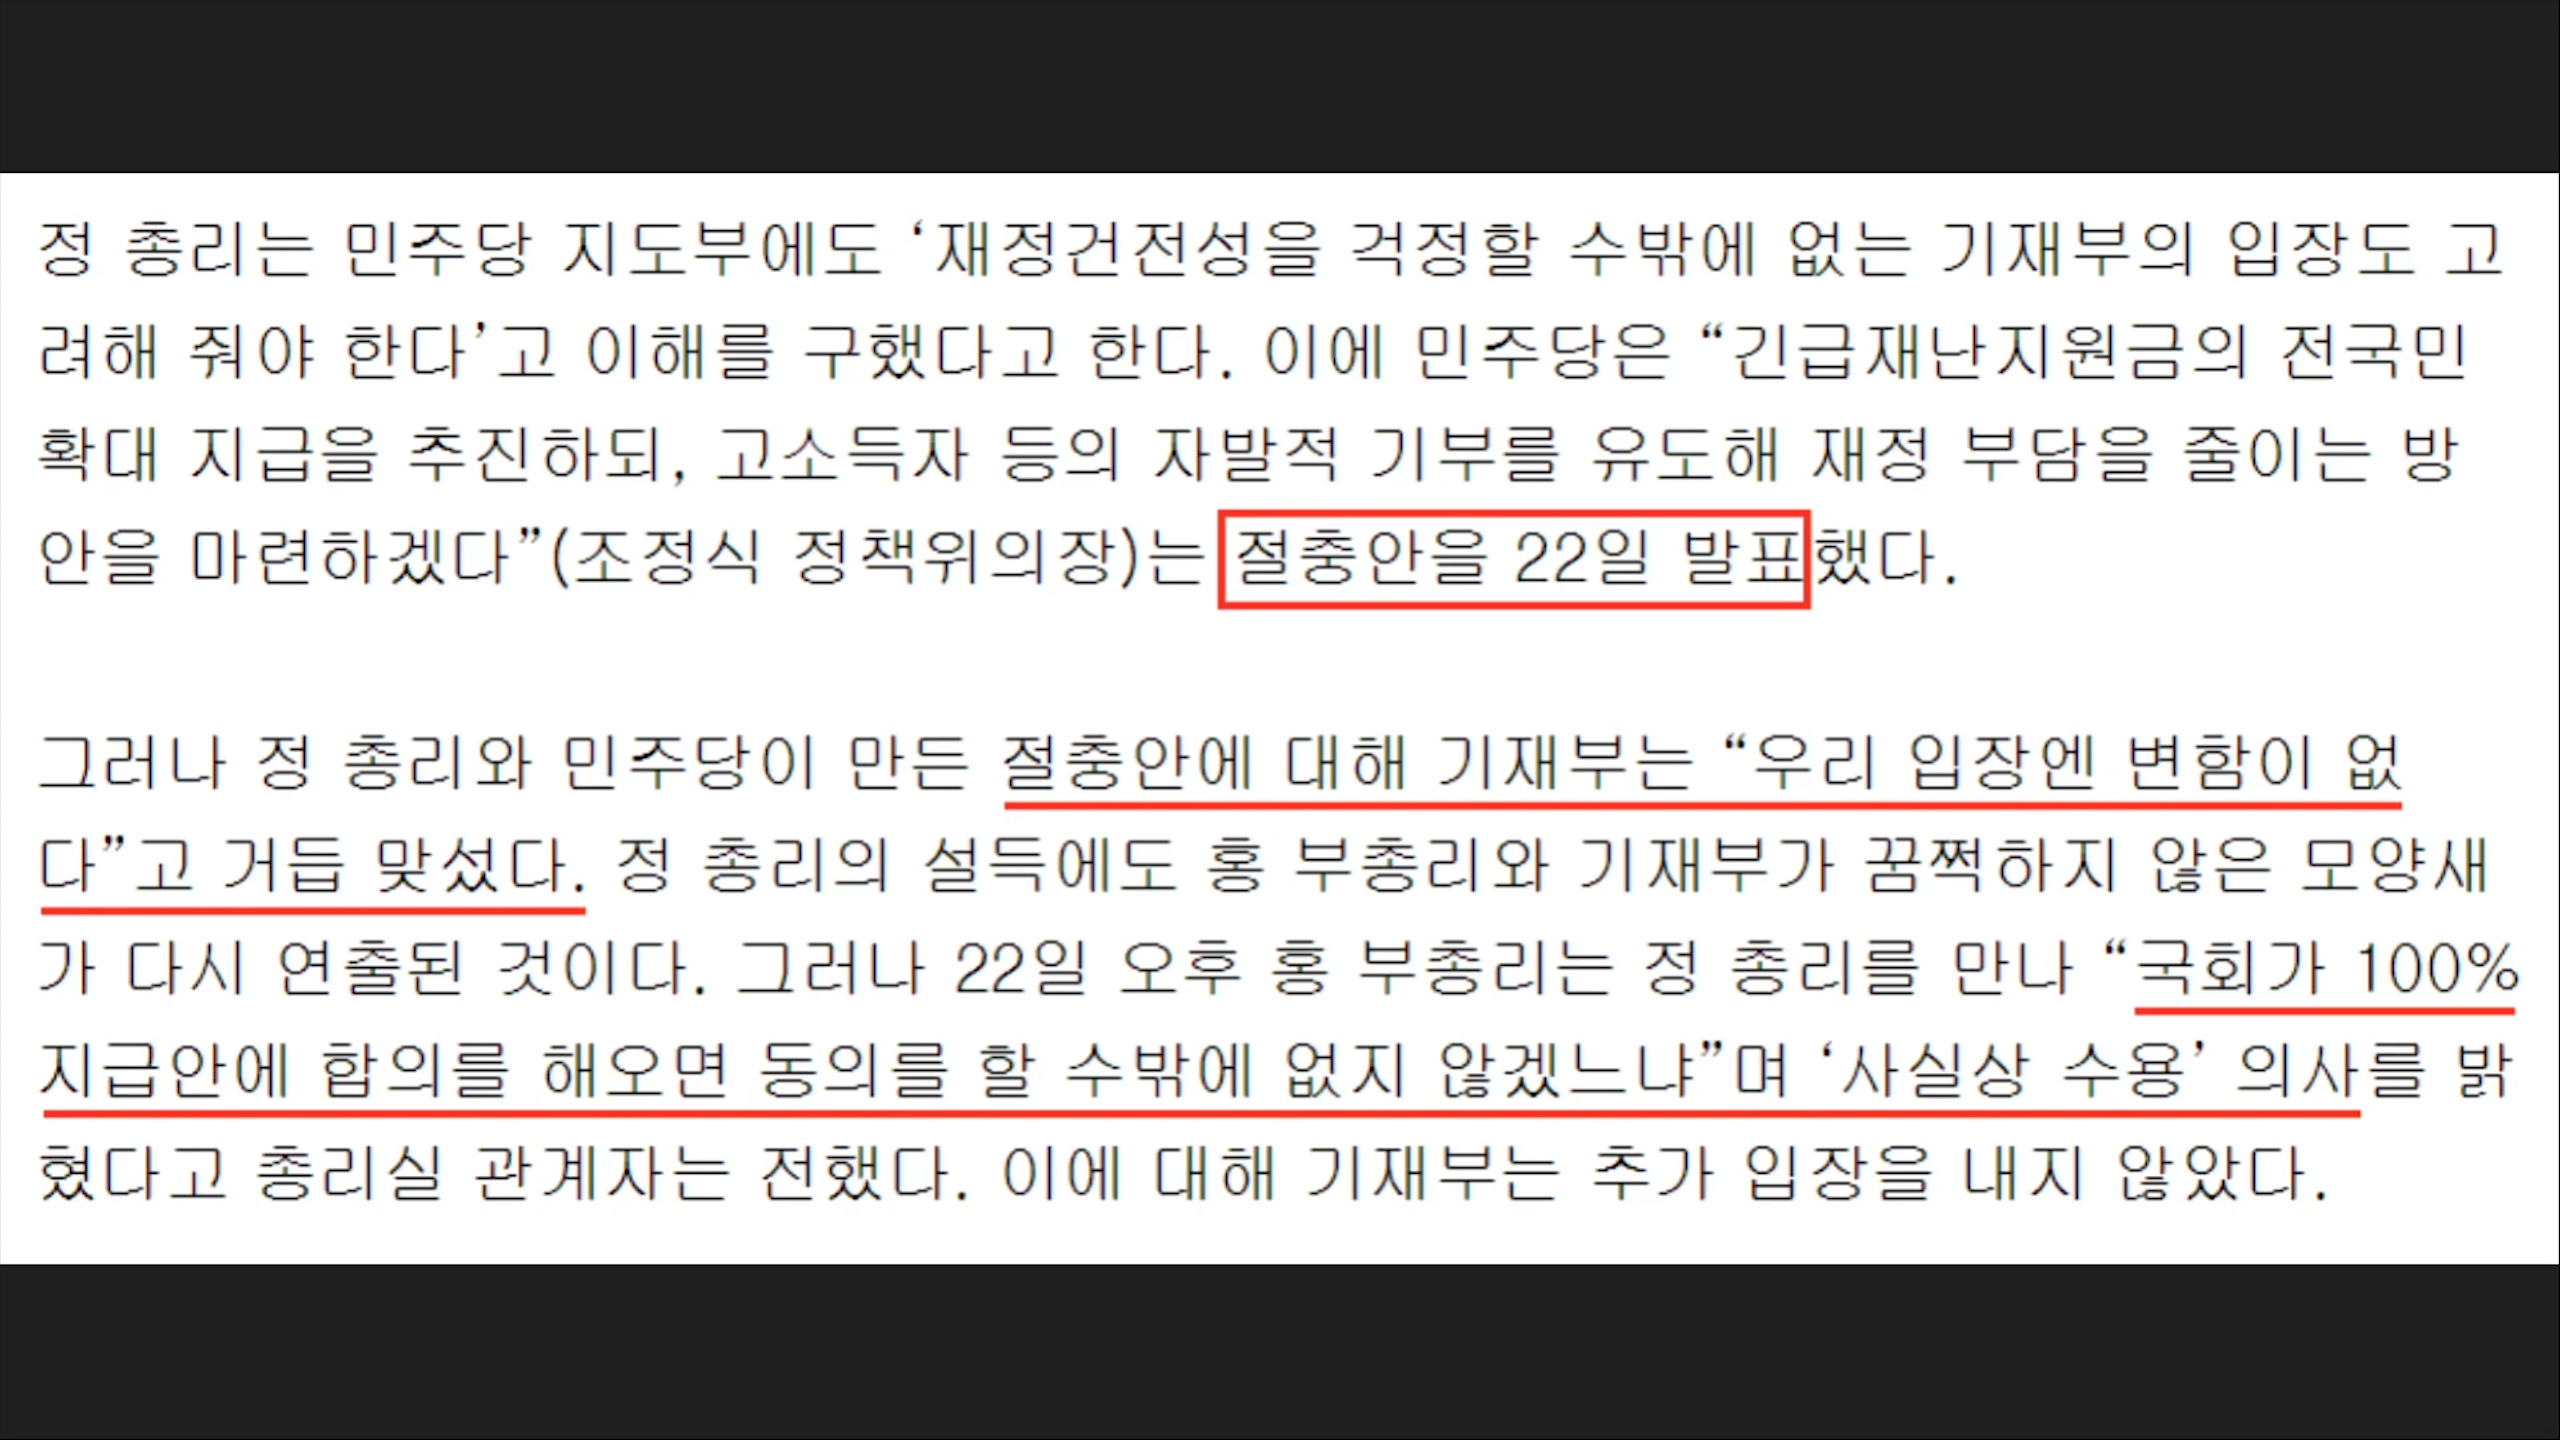 정 총리는 민주당 지도부에도 ‘재정건전성을 걱정할 수밖에 없는 기재부의 입장도 고
려해 줘야 한다’고 이해를 구했다고 한다. 이에 민주당은 “긴급재난지원금의 전국민
확대 지급을 추진하되, 고소득자 등의 자발적 기부를 유도해 재정 부담을 줄이는 방
안을 마련하겠다”(조정식 정책위의장)는 절충안을 22일 발표했다.
그러나 정 총리와 민주당이 만든 절충안에 대해 기재부는 “우리 입장엔 변함이 없
다”고 거듭 맞섰다. 정 총리의 설득에도 홍 부총리와 기재부가 꿈쩍하지 않은 모양새
가 다시 연출된 것이다. 그러나 22일 오후 홍 부총리는 정 총리를 만나 “국회가 100%
지급안에 합의를 해오면 동의를 할 수밖에 없지 않겠느냐”며 ‘사실상 수용’ 의사를 밝
혔다고 총리실 관계자는 전했다. 이에 대해 기재부는 추가 입장을 내지 않았다.